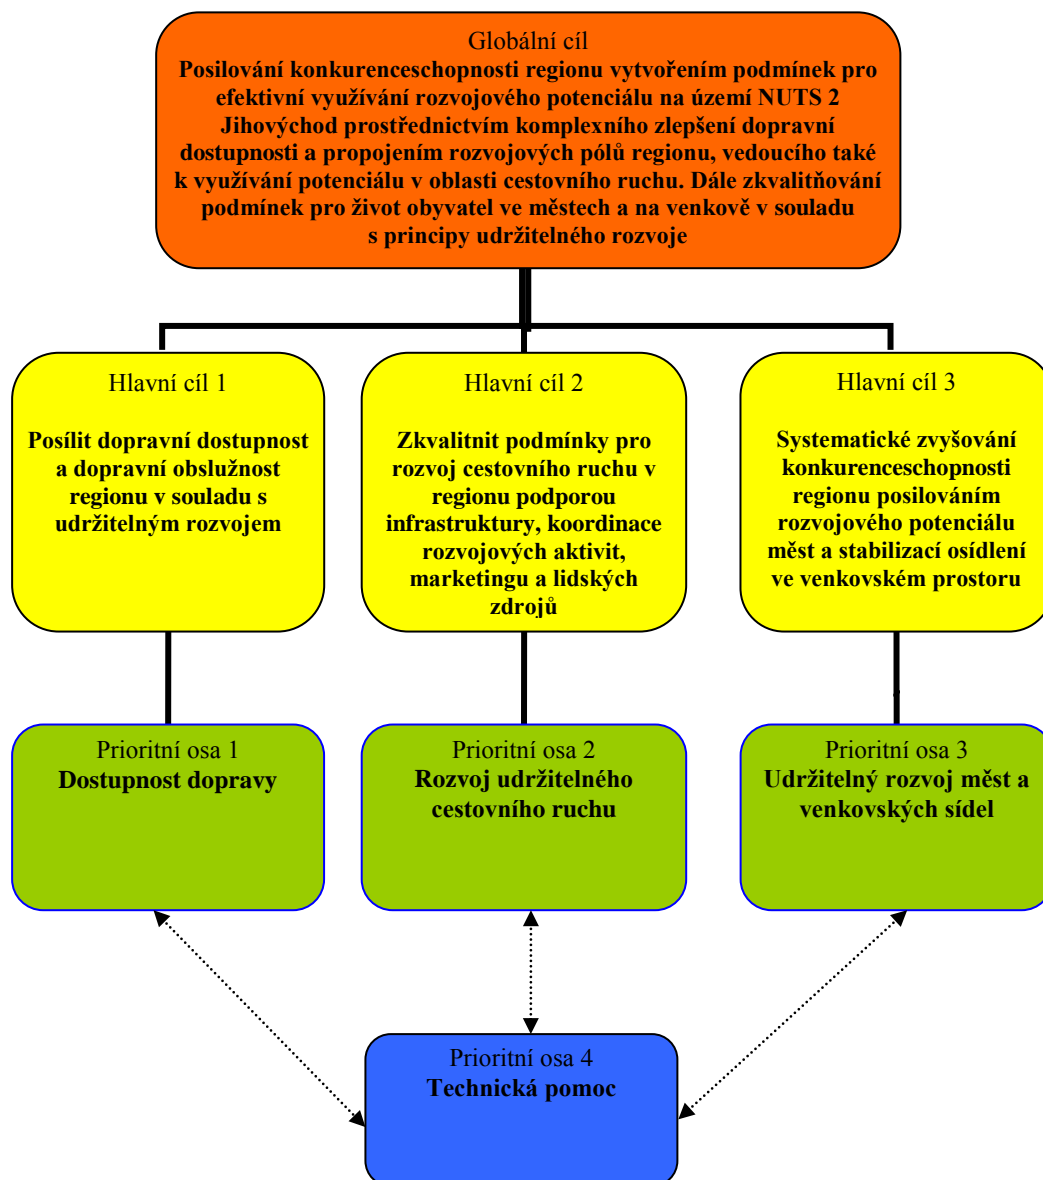 Globální cíl
Posilování konkurenceschopnosti regionu vytvořením podmínek pro
efektivní využívání rozvojového potenciálu na území NUTS 2
Jihovýchod prostřednictvím komplexního zlepšení dopravní
dostupnosti a propojením rozvojových pólů regionu, vedoucího také
k využívání potenciálu v oblasti cestovního ruchu. Dále zkvalitňování
podmínek pro život obyvatel ve městech a na venkově v souladu
s principy udržitelného rozvoje
Hlavní cíl 1
Posílit dopravní dostupnost
a dopravní obslužnost
regionu v souladu s
udržitelným rozvojem
Hlavní cíl 2
Zkvalitnit podmínky pro
rozvoj cestovního ruchu v
regionu podporou
infrastruktury, koordinace
rozvojových aktivit,
marketingu a lidských
zdrojů
Hlavní cíl 3
Systematické zvyšování
konkurenceschopnosti
regionu posilováním
rozvojového potenciálu
měst a stabilizací osídlení
ve venkovském prostoru
Prioritní osa 1
Dostupnost dopravy
Prioritní osa 2
Rozvoj udržitelného
cestovního ruchu
Prioritní osa 3
Udržitelný rozvoj měst a
venkovských sídel
Prioritní osa 4
Technická pomoc